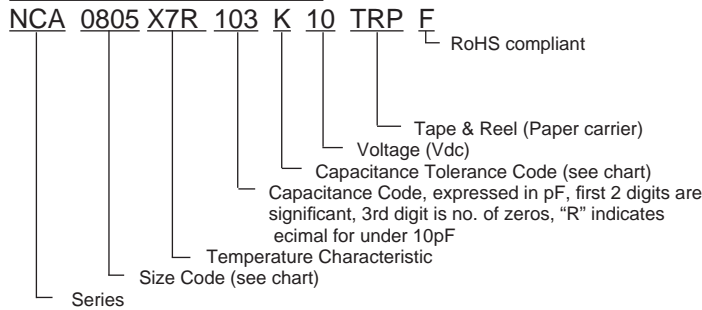 NCA 0805 X7R 103 K 10 TRP F
RoHS compliant
Tape & Reel (Paper carrier)
Voltage (Vdc)
Capacitance Tolerance Code (see chart)
Capacitance Code, expressed in pF, first 2 digits are
significant, 3rd digit is no. of zeros, “R” indicates
ecimal for under 10pF
Temperature Characteristic
Size Code (see chart)
Series